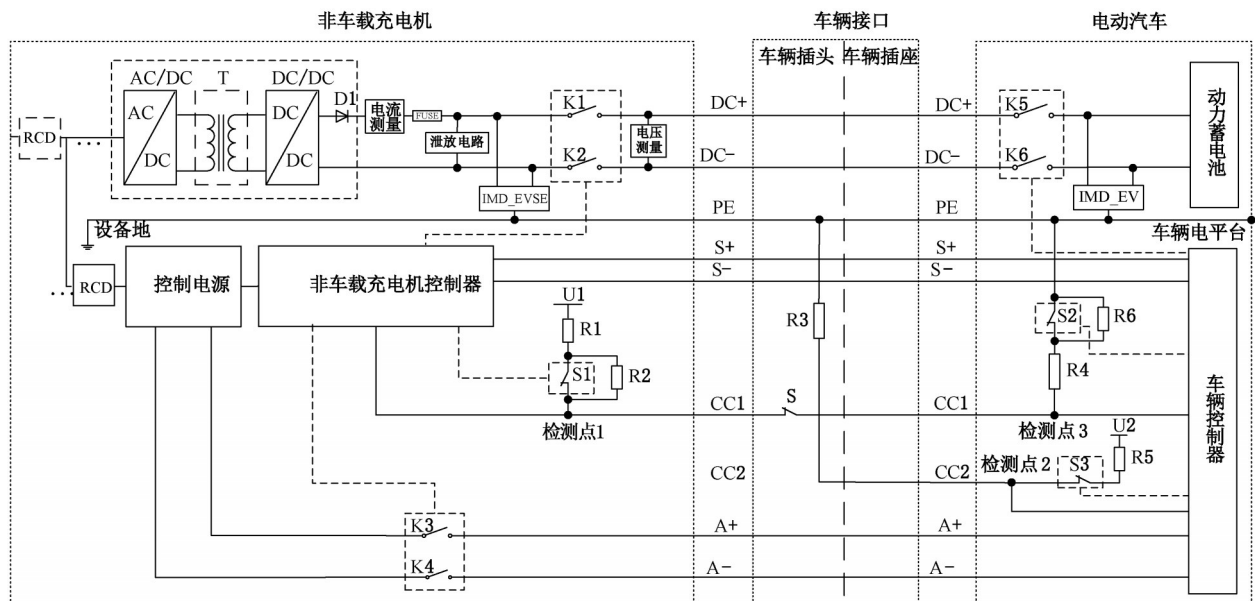 非车载充电机
车辆接口
电动汽车
车辆插头
车辆插座
AC/DC
T
DC/DC
D1
RCD
...
AC
DC
DC
DC
电流
测量
FUSE
泄放电路
K1
K2
电压
测量
DC+
DC+
DC-
DC-
K5
K6
动力蓄电池
IMD_EVSE
IMD_EV
PE
PE
设备地
车辆电平台
S+
S+
S-
S-
...
RCD
控制电源
非车载充电机控制器
U1
R1
S1
R2
R3
S2
R6
R4
车辆控制器
CC1
S
CC1
检测点1
检测点3
U2
CC2
CC2
检测点2
S3
R5
K3
A+
A+
K4
A-
A-